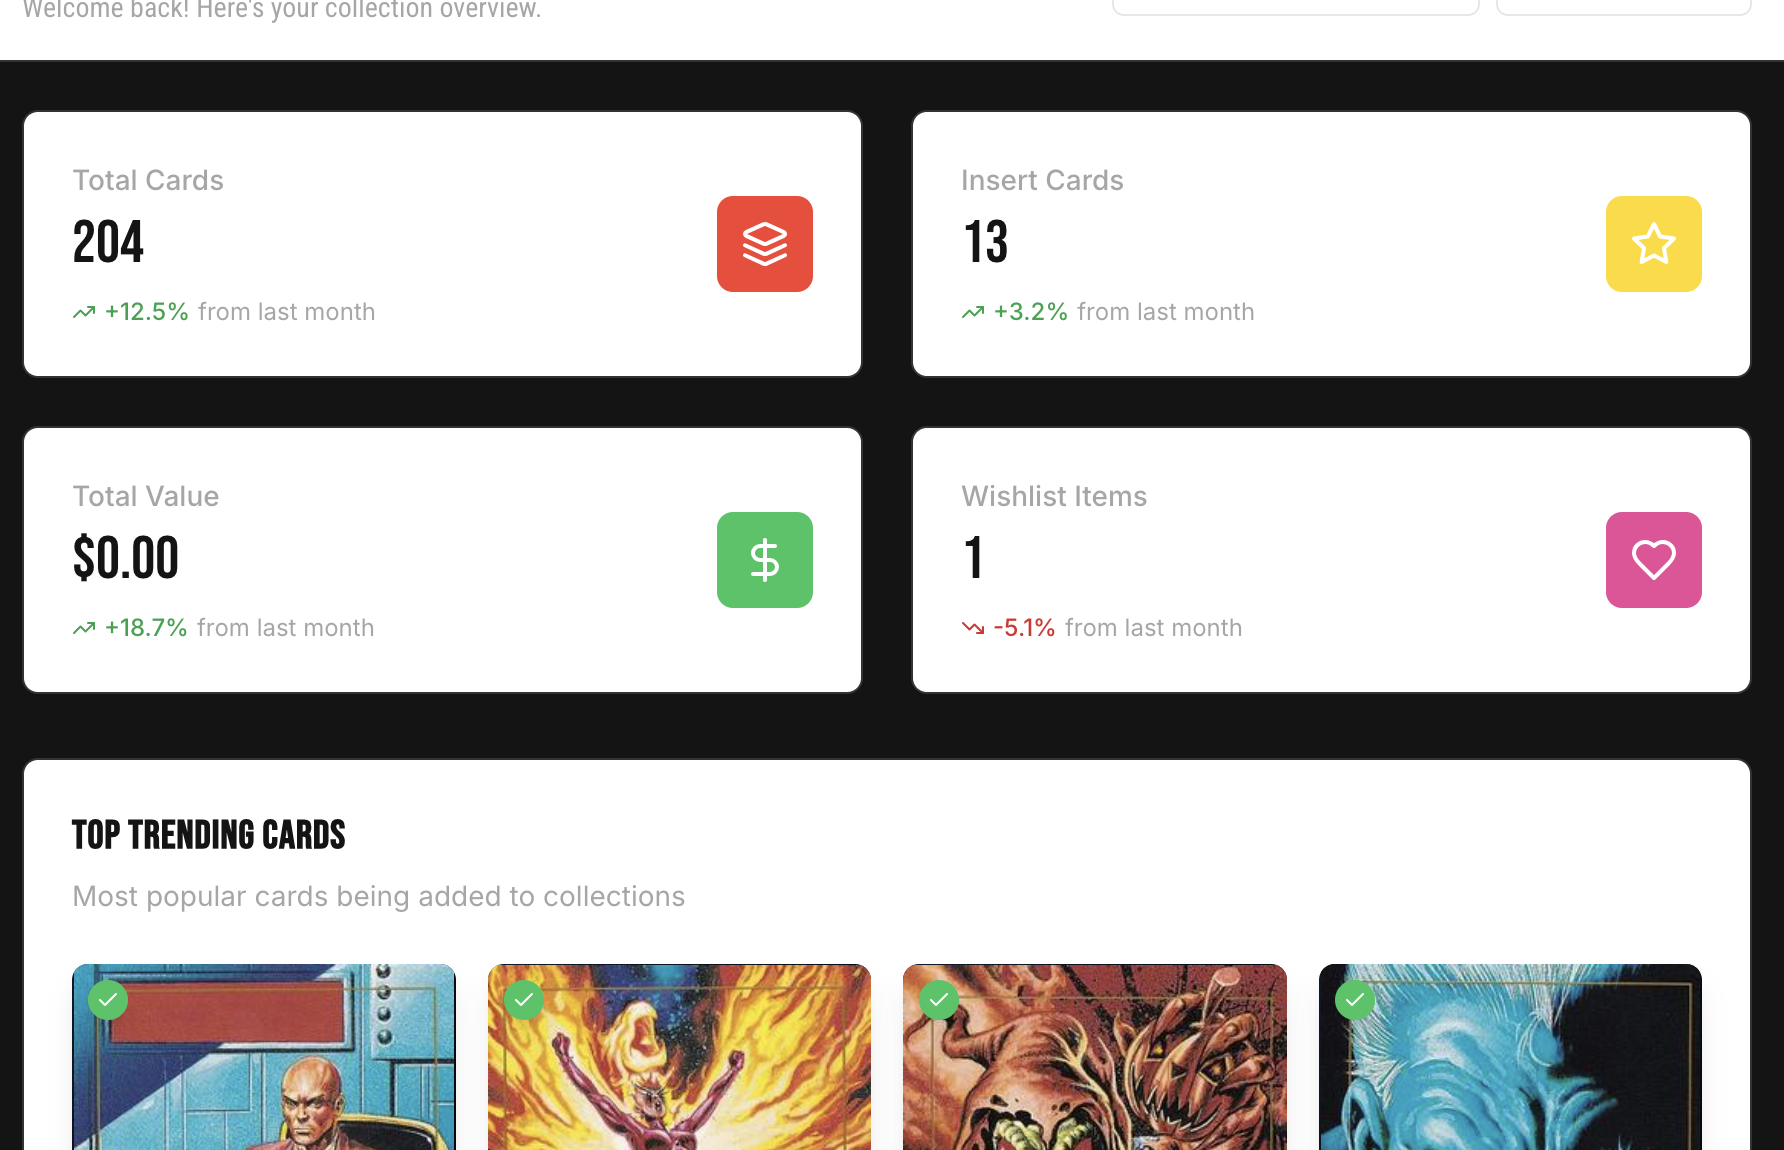 Welcome back! Here's your collection overview.
Total Cards
204
+12.5% from last month
Insert Cards
13
+3.2% from last month
Total Value
$0.00
+18.7% from last month
Wishlist Items
1
-5.1% from last month
TOP TRENDING CARDS
Most popular cards being added to collections